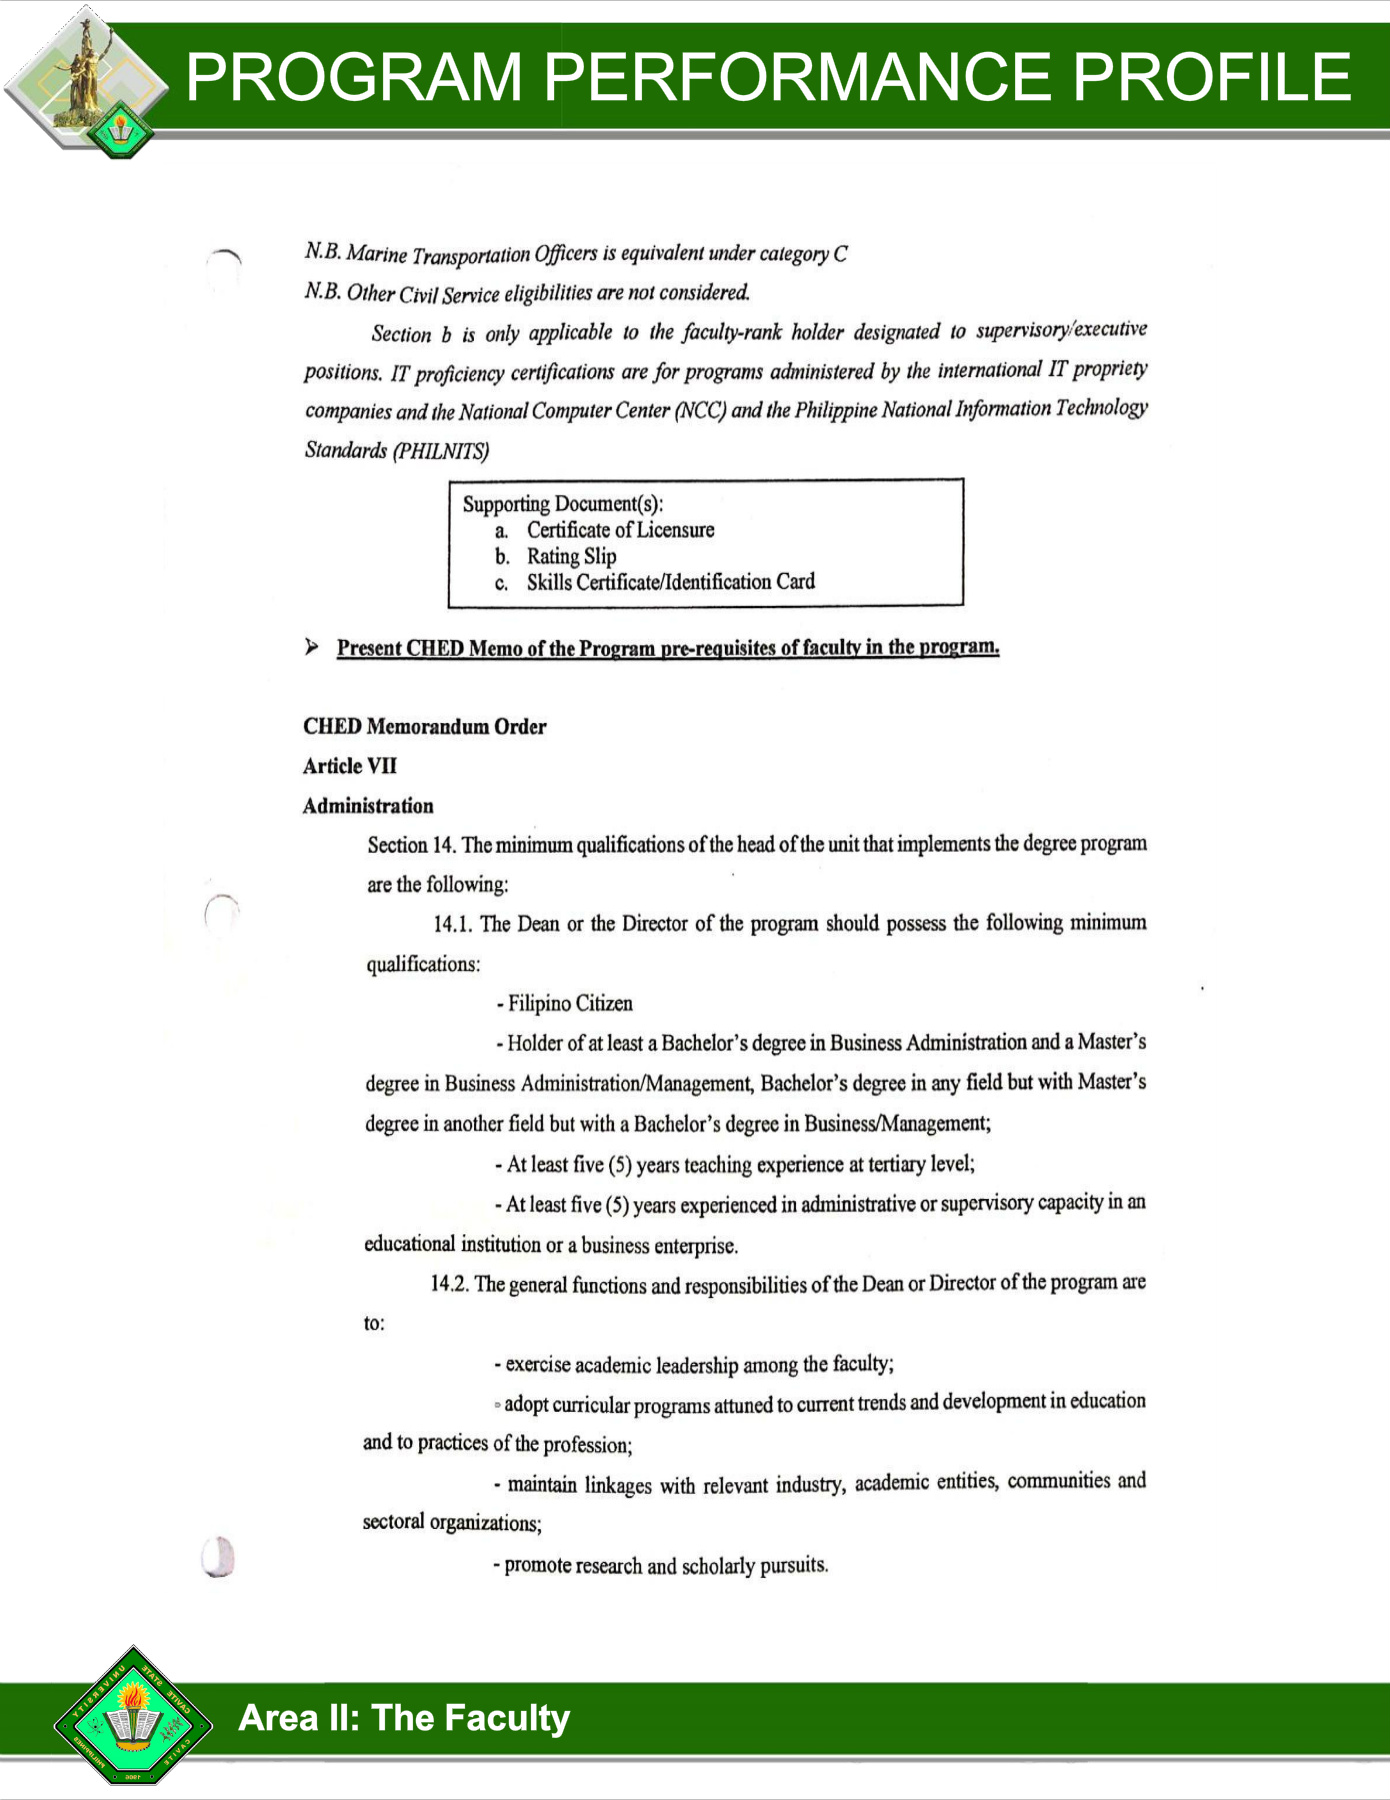 PROGRAM PERFORMANCE PROFILE
N.B. Marine Transportation Officers is equivalent under category C
N.B. Other Civil Service eligibilities are not considered.
Section b is only applicable to the faculty-rank holder designated to supervisory/executive
positions. IT proficiency certifications are for programs administered by the international IT propriety
companies and the National Computer Center (NCC) and the Philippine National Information Technology
Standards (PHILNITS)
Supporting Document(s):
a. Certificate of Licensure
b. Rating Slip
c. Skills Certificate/Identification Card
➢ Present CHED Memo of the Program pre-requisites of faculty in the program.
CHED Memorandum Order
Article VII
Administration
Section 14. The minimum qualifications of the head of the unit that implements the degree program
are the following:
14.1. The Dean or the Director of the program should possess the following minimum
qualifications:
- Filipino Citizen
- Holder of at least a Bachelor's degree in Business Administration and a Master's
degree in Business Administration/Management, Bachelor's degree in any field but with Master's
degree in another field but with a Bachelor's degree in Business/Management;
- At least five (5) years teaching experience at tertiary level;
- At least five (5) years experienced in administrative or supervisory capacity in an
educational institution or a business enterprise.
14.2. The general functions and responsibilities of the Dean or Director of the program are
to:
- exercise academic leadership among the faculty;
- adopt curricular programs attuned to current trends and development in education
and to practices of the profession;
- maintain linkages with relevant industry, academic entities, communities and
sectoral organizations;
- promote research and scholarly pursuits.
CAVITE STATE UNIVERSITY
CAVITE
PHILIPPINES
1906
Area II: The Faculty